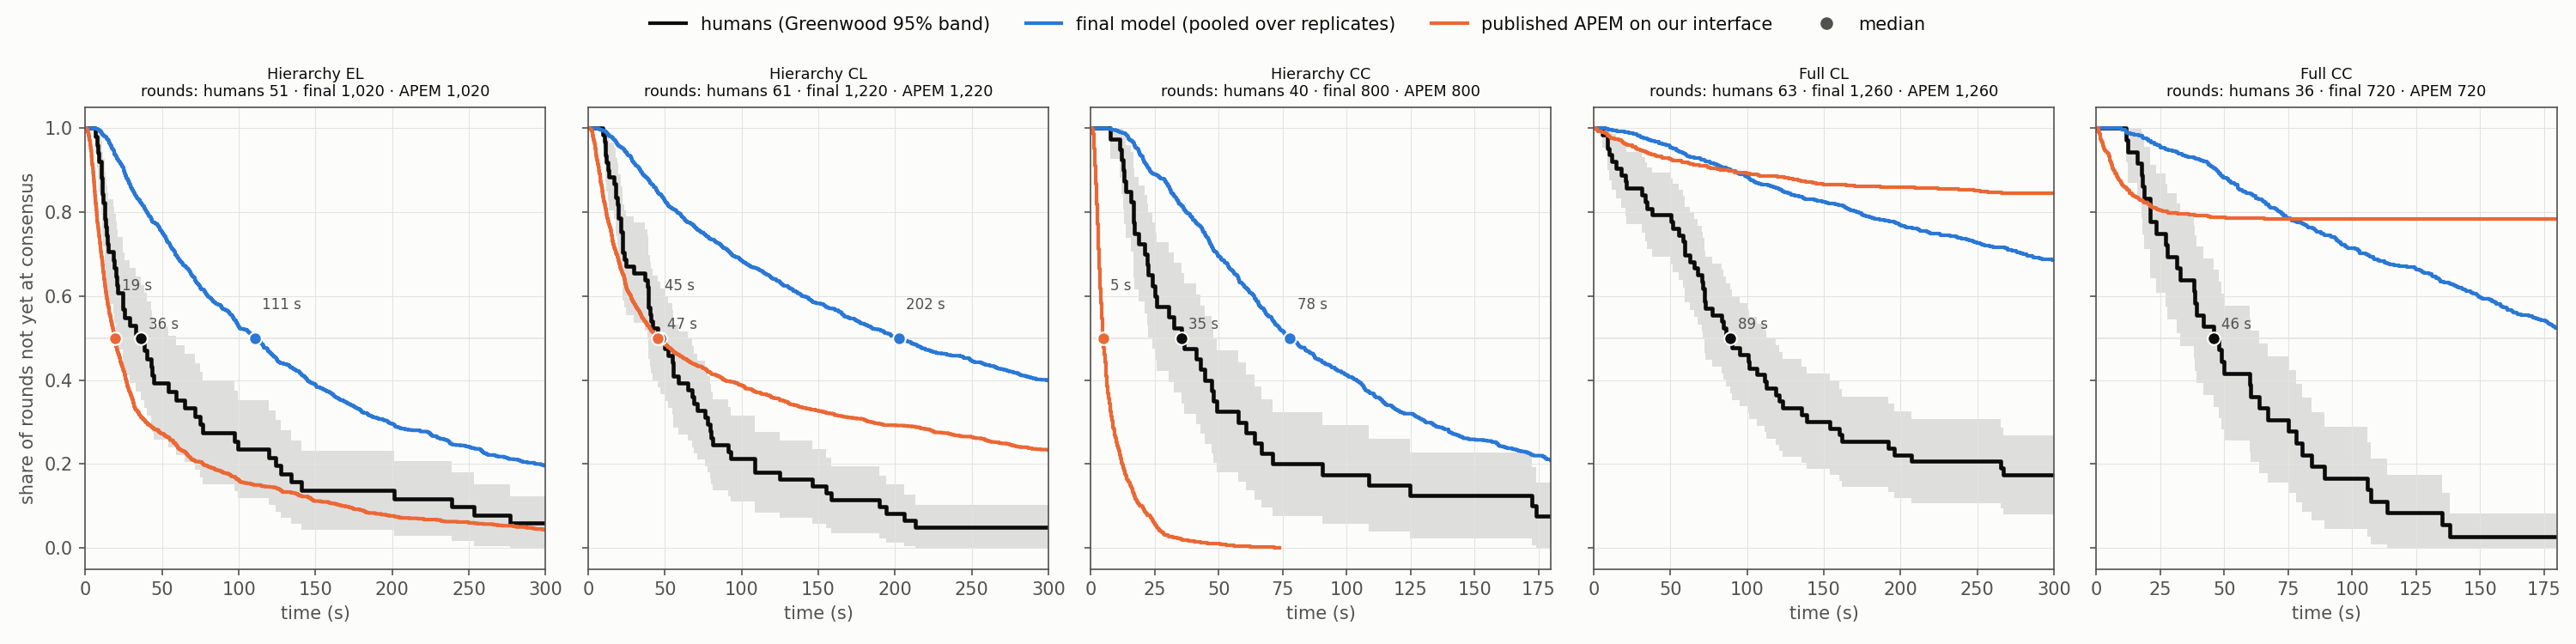 humans (Greenwood 95% band)
final model (pooled over replicates)
published APEM on our interface
median
Hierarchy EL
rounds: humans 51 · final 1,020 · APEM 1,020
Hierarchy CL
rounds: humans 61 · final 1,220 · APEM 1,220
Hierarchy CC
rounds: humans 40 · final 800 · APEM 800
Full CL
rounds: humans 63 · final 1,260 · APEM 1,260
Full CC
rounds: humans 36 · final 720 · APEM 720
share of rounds not yet at consensus
1.0
0.8
0.6
0.4
0.2
0.0
19 s
36 s
111 s
0 50 100 150 200 250 300
time (s)
45 s
47 s
202 s
0 50 100 150 200 250 300
time (s)
5 s
35 s
78 s
0 25 50 75 100 125 150 175
time (s)
89 s
0 50 100 150 200 250 300
time (s)
46 s
0 25 50 75 100 125 150 175
time (s)